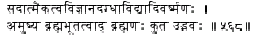 सदात्मैकत्वविज्ञानदग्धाविद्यादिवर्ष्मणः ।
अमुष्य ब्रह्मभूतत्वाद् ब्रह्मणः कुत उद्भवः ॥ ५६८॥